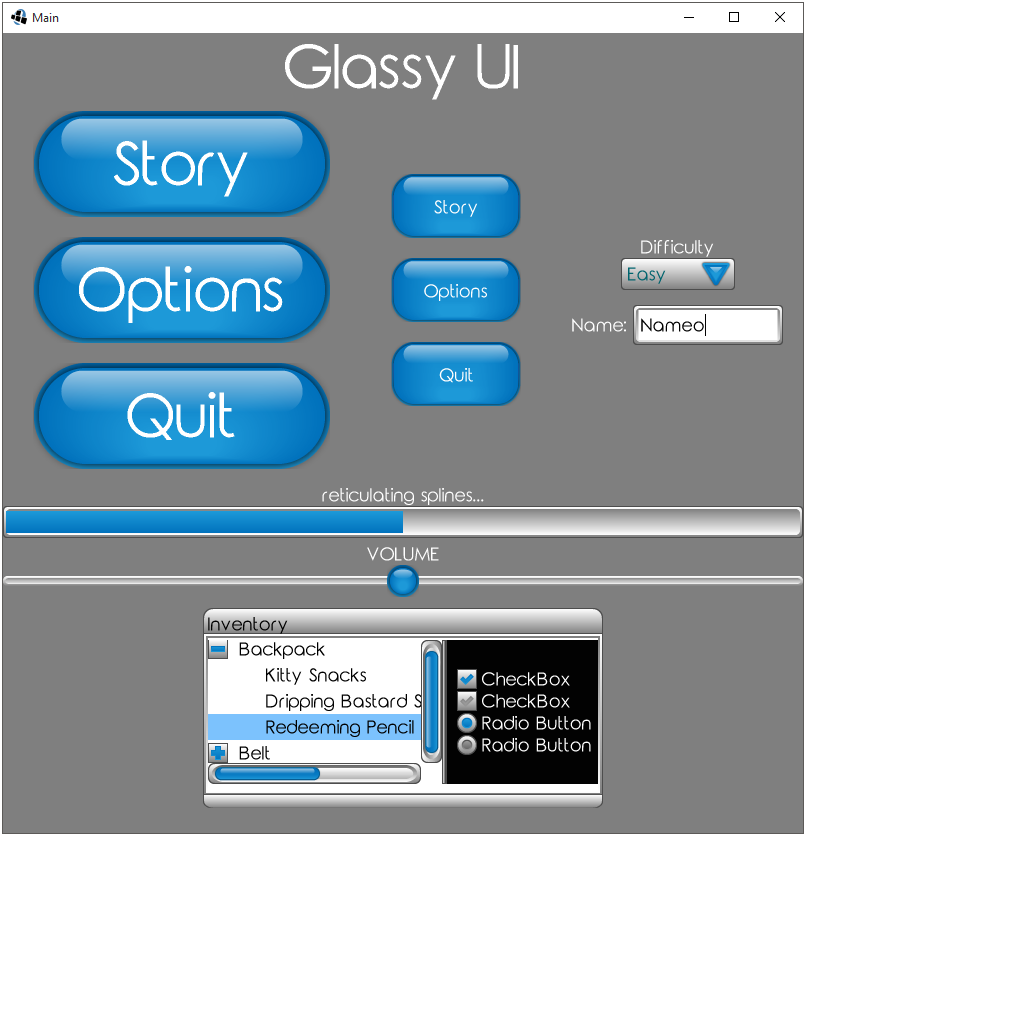 Main
Glassy UI
Story
Options
Quit
Story
Options
Quit
Difficulty
Easy
Name: Nameo
reticulating splines...
VOLUME
Inventory
Backpack
Kitty Snacks
Dripping Bastard S
Redeeming Pencil
Belt
CheckBox
CheckBox
Radio Button
Radio Button